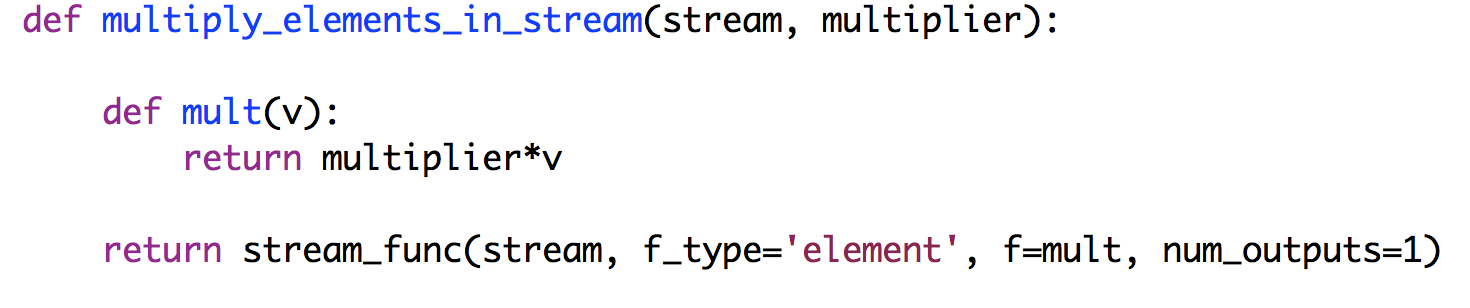 def multiply_elements_in_stream(stream, multiplier):
    def mult(v):
        return multiplier*v
    return stream_func(stream, f_type='element', f=mult, num_outputs=1)